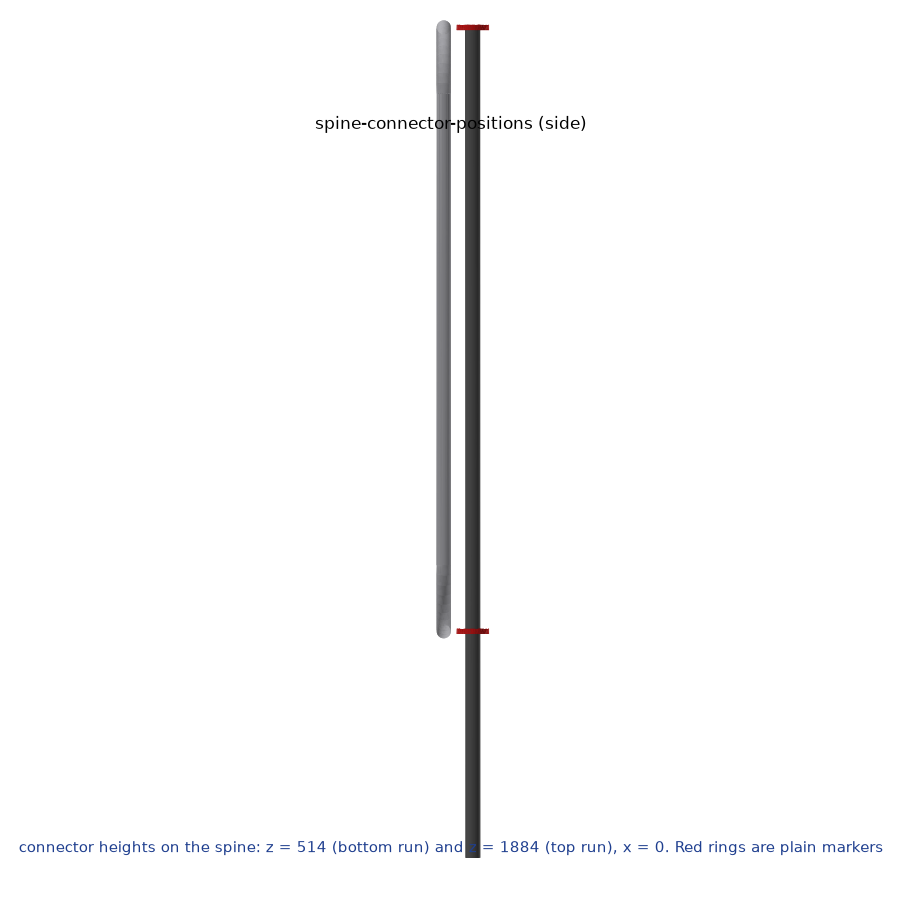 spine-connector-positions (side)
connector heights on the spine: z = 514 (bottom run) and z = 1884 (top run), x = 0. Red rings are plain markers